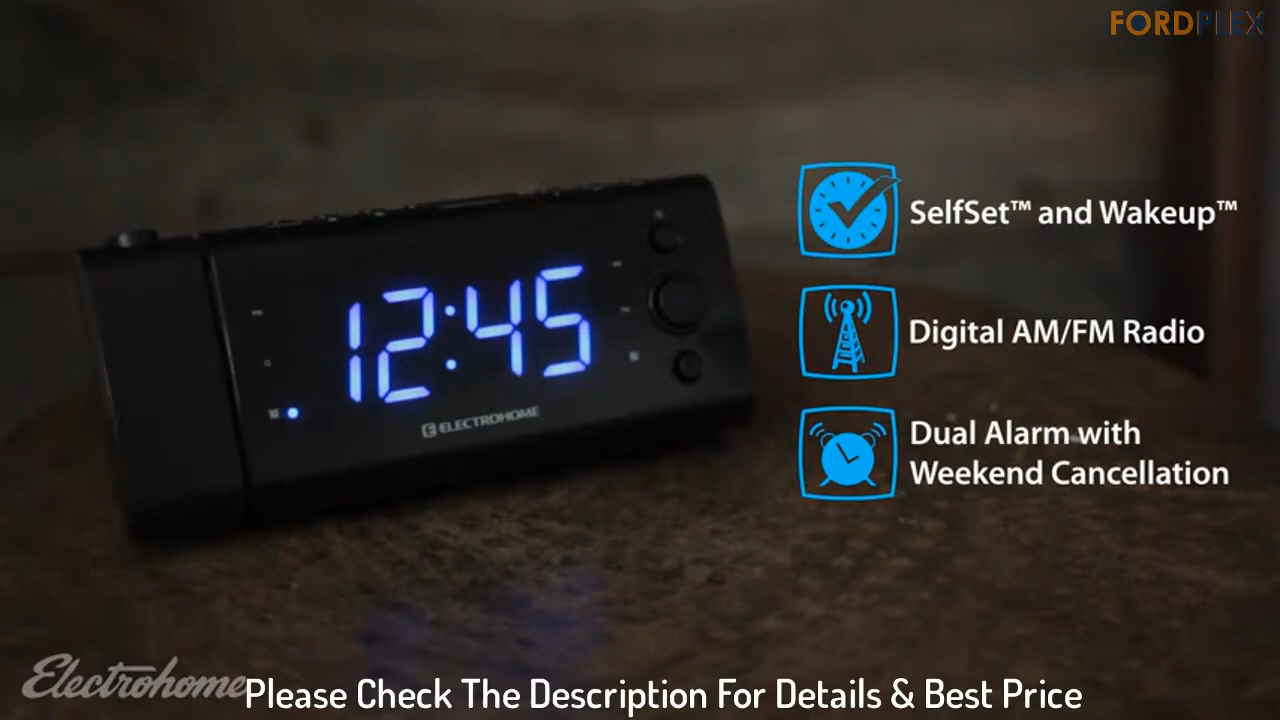 FORDPLEX
SelfSet™ and Wakeup™
12:45
Digital AM/FM Radio
ELECTROHOME
Dual Alarm with
Weekend Cancellation
Electrohome
Please Check The Description For Details & Best Price